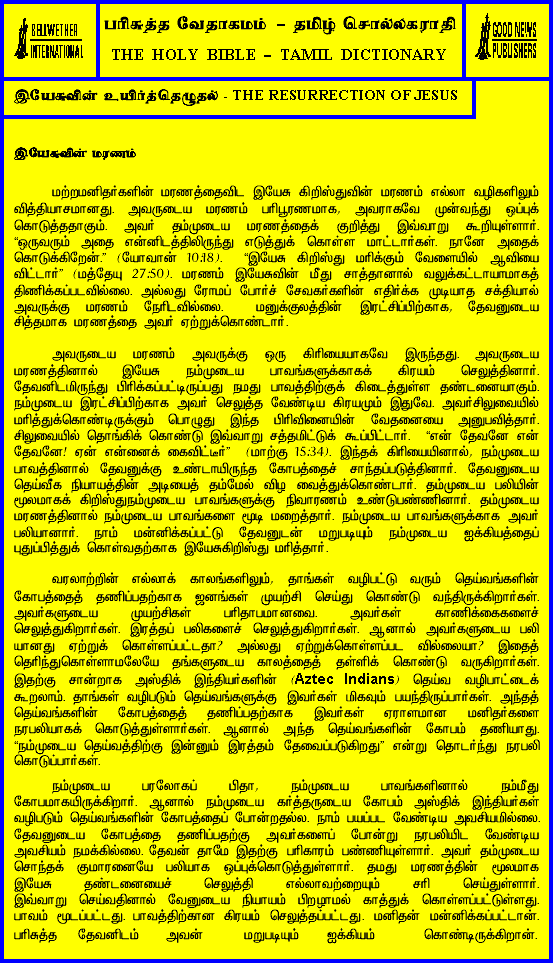 BELLWETHER
INTERNATIONAL
பரிசுத்த வேதாகமம் – தமிழ் சொல்லகராதி
THE HOLY BIBLE – TAMIL DICTIONARY
GOOD NEWS
PUBLISHERS
இயேசுவின் உயிர்த்தெழுதல் - THE RESURRECTION OF JESUS
இயேசுவின் மரணம்
மற்றமனிதர்களின் மரணத்தைவிட இயேசு கிறிஸ்துவின் மரணம் எல்லா வழிகளிலும்
வித்தியாசமானது. அவருடைய மரணம் பரிபூரணமாக, அவராகவே முன்வந்து ஒப்புக்
கொடுத்ததாகும். அவர் தம்முடைய மரணத்தைக் குறித்து இவ்வாறு கூறியுள்ளார்.
“ஒருவரும் அதை என்னிடத்திலிருந்து எடுத்துக் கொள்ள மாட்டார்கள். நானே அதைக்
கொடுக்கிறேன்.” (யோவான் 10:18). “இயேசு கிறிஸ்து மரிக்கும் வேளையில் ஆவியை
விட்டார்” (மத்தேயு 27:50). மரணம் இயேசுவின் மீது சாத்தானால் வலுக்கட்டாயாமாகத்
திணிக்கப்படவில்லை. அல்லது ரோமப் போர்ச் சேவகர்களின் எதிர்க்க முடியாத சக்தியால்
அவருக்கு மரணம் நேரிடவில்லை. மனுக்குலத்தின் இரட்சிப்பிற்காக, தேவனுடைய
சித்தமாக மரணத்தை அவர் ஏற்றுக்கொண்டார்.
அவருடைய மரணம் அவருக்கு ஒரு கிரியையாகவே இருந்தது. அவருடைய
மரணத்தினால் இயேசு நம்முடைய பாவங்களுக்காகக் கிரயம் செலுத்தினார்.
தேவனிடமிருந்து பிரிக்கப்பட்டிருப்பது நமது பாவத்திற்குக் கிடைத்துள்ள தண்டனையாகும்.
நம்முடைய இரட்சிப்பிற்காக அவர் செலுத்த வேண்டிய கிரயமும் இதுவே. அவர்சிலுவையில்
மரித்துக்கொண்டிருக்கும் பொழுது இந்த பிரிவினையின் வேதனையை அனுபவித்தார்.
சிலுவையில் தொங்கிக் கொண்டு இவ்வாறு சத்தமிட்டுக் கூப்பிட்டார். “என் தேவனே என்
தேவனே! ஏன் என்னைக் கைவிட்டீர்” (மாற்கு 15:34). இந்தக் கிரியையினால், நம்முடைய
பாவத்தினால் தேவனுக்கு உண்டாயிருந்த கோபத்தைச் சாந்தப்படுத்தினார். தேவனுடைய
தெய்வீக நியாயத்தின் அடியைத் தம்மேல் விழ வைத்துக்கொண்டார். தம்முடைய பலியின்
மூலமாகக் கிறிஸ்துநம்முடைய பாவங்களுக்கு நிவாரணம் உண்டுபண்ணினார். தம்முடைய
மரணத்தினால் நம்முடைய பாவங்களை மூடி மறைத்தார். நம்முடைய பாவங்களுக்காக அவர்
பலியானார். நாம் மன்னிக்கப்பட்டு தேவனுடன் மறுபடியும் நம்முடைய ஐக்கியத்தைப்
புதுப்பித்துக் கொள்வதற்காக இயேசுகிறிஸ்து மரித்தார்.
வரலாற்றின் எல்லாக் காலங்களிலும், தாங்கள் வழிபட்டு வரும் தெய்வங்களின்
கோபத்தைத் தணிப்பதற்காக ஜனங்கள் முயற்சி செய்து கொண்டு வந்திருக்கிறார்கள்.
அவர்களுடைய முயற்சிகள் பரிதாபமானவை. அவர்கள் காணிக்கைகளைச்
செலுத்துகிறார்கள். இரத்தப் பலிகளைச் செலுத்துகிறார்கள். ஆனால் அவர்களுடைய பலி
யானது ஏற்றுக் கொள்ளப்பட்டதா? அல்லது ஏற்றுக்கொள்ளப்பட வில்லையா? இதைத்
தெரிந்துகொள்ளாமலேயே தங்களுடைய காலத்தைத் தள்ளிக் கொண்டு வருகிறார்கள்.
இதற்கு சான்றாக அஸ்திக் இந்தியர்களின் (Aztec Indians) தெய்வ வழிபாட்டைக்
கூறலாம். தாங்கள் வழிபடும் தெய்வங்களுக்கு இவர்கள் மிகவும் பயந்திருப்பார்கள். அந்தத்
தெய்வங்களின் கோபத்தைத் தணிப்பதற்காக இவர்கள் ஏராளமான மனிதர்களை
நரபலியாகக் கொடுத்துள்ளார்கள். ஆனால் அந்த தெய்வங்களின் கோபம் தணியாது.
“நம்முடைய தெய்வத்திற்கு இன்னும் இரத்தம் தேவைப்படுகிறது” என்று தொடர்ந்து நரபலி
கொடுப்பார்கள்.
நம்முடைய பரலோகப் பிதா, நம்முடைய பாவங்களினால் நம்மீது
கோபமாகயிருக்கிறார். ஆனால் நம்முடைய கர்த்தருடைய கோபம் அஸ்திக் இந்தியர்கள்
வழிபடும் தெய்வங்களின் கோபத்தைப் போன்றதல்ல. நாம் பயப்பட வேண்டிய அவசியமில்லை.
தேவனுடைய கோபத்தை தணிப்பதற்கு அவர்களைப் போன்று நரபலியிட வேண்டிய
அவசியம் நமக்கில்லை. தேவன் தாமே இதற்கு பரிகாரம் பண்ணியுள்ளார். அவர் தம்முடைய
சொந்தக் குமாரனையே பலியாக ஒப்புக்கொடுத்துள்ளார். தமது மரணத்தின் மூலமாக
இயேசு தண்டனையைச் செலுத்தி எல்லாவற்றையும் சரி செய்துள்ளார்.
இவ்வாறு செய்வதினால் வேனுடைய நியாயம் பிறழாமல் காத்துக் கொள்ளப்பட்டுள்ளது.
பாவம் மூடப்பட்டது. பாவத்திற்கான கிரயம் செலுத்தப்பட்டது. மனிதன் மன்னிக்கப்பட்டான்.
பரிசுத்த தேவனிடம் அவன் மறுபடியும் ஐக்கியம் கொண்டிருக்கிறான்.